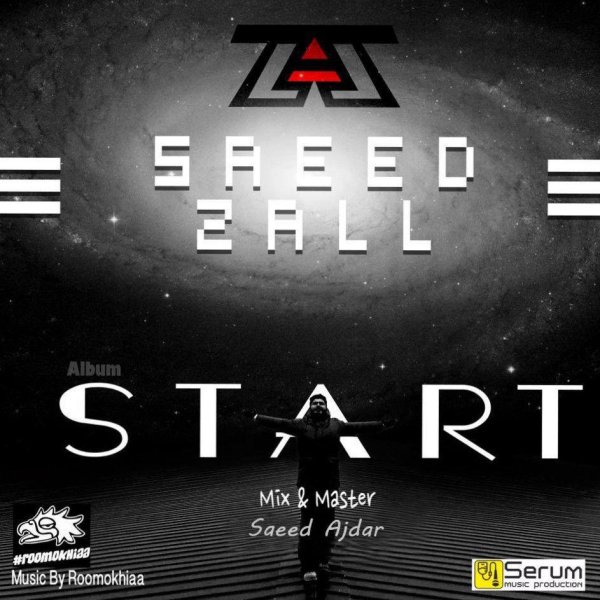 SAEED
ZALL
Album
START
Mix & Master
Saeed Ajdar
#roomokhiaa
Music By Roomokhiaa
Serum
music production